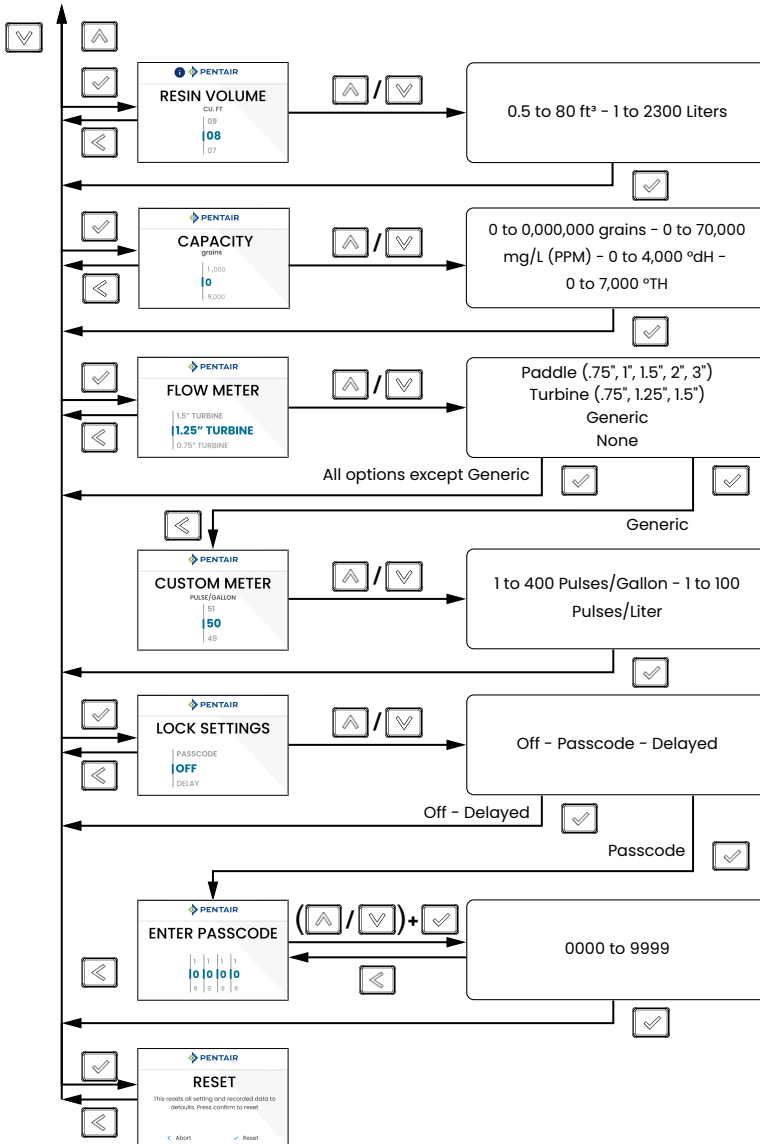 PENTAIR
RESIN VOLUME
CU. FT
09
08
07
/
0.5 to 80 ft³ - 1 to 2300 Liters
PENTAIR
CAPACITY
grains
1,000
0
9,000
/
0 to 0,000,000 grains - 0 to 70,000
mg/L (PPM) - 0 to 4,000 °dH -
0 to 7,000 °TH
PENTAIR
FLOW METER
1.5" TURBINE
1.25" TURBINE
0.75" TURBINE
/
Paddle (.75", 1", 1.5", 2", 3")
Turbine (.75", 1.25", 1.5")
Generic
None
All options except Generic
Generic
PENTAIR
CUSTOM METER
PULSE/GALLON
51
50
49
/
1 to 400 Pulses/Gallon - 1 to 100
Pulses/Liter
PENTAIR
LOCK SETTINGS
PASSCODE
OFF
DELAY
/
Off - Passcode - Delayed
Off - Delayed
Passcode
PENTAIR
ENTER PASSCODE
1 1 1 1
0 0 0 0
9 9 9 9
( / ) +
0000 to 9999
PENTAIR
RESET
This resets all setting and recorded data to
defaults. Press confirm to reset
Abort Reset